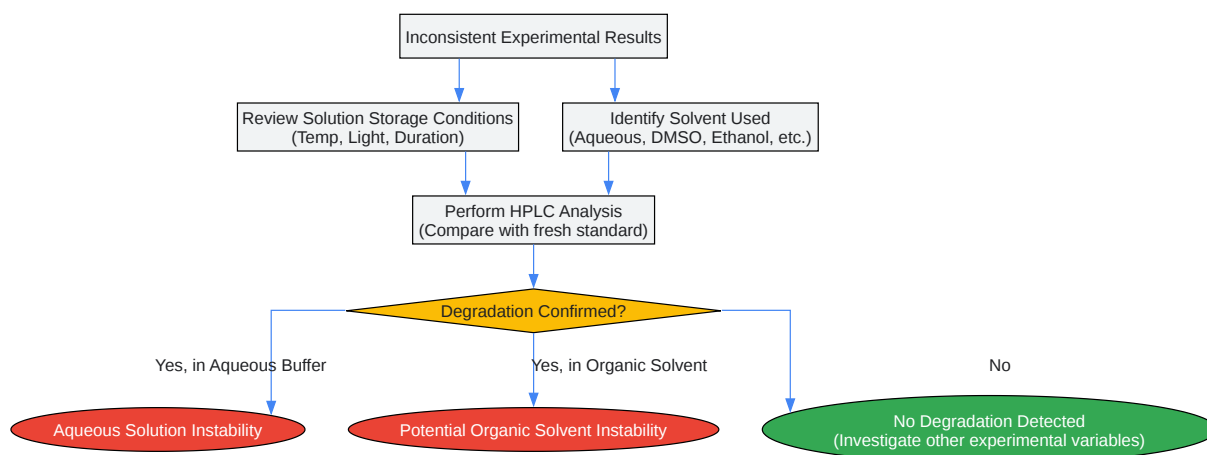 Inconsistent Experimental Results
Review Solution Storage Conditions
(Temp, Light, Duration)
Identify Solvent Used
(Aqueous, DMSO, Ethanol, etc.)
Perform HPLC Analysis
(Compare with fresh standard)
Degradation Confirmed?
Yes, in Aqueous Buffer
Yes, in Organic Solvent
No
Aqueous Solution Instability
Potential Organic Solvent Instability
No Degradation Detected
(Investigate other experimental variables)